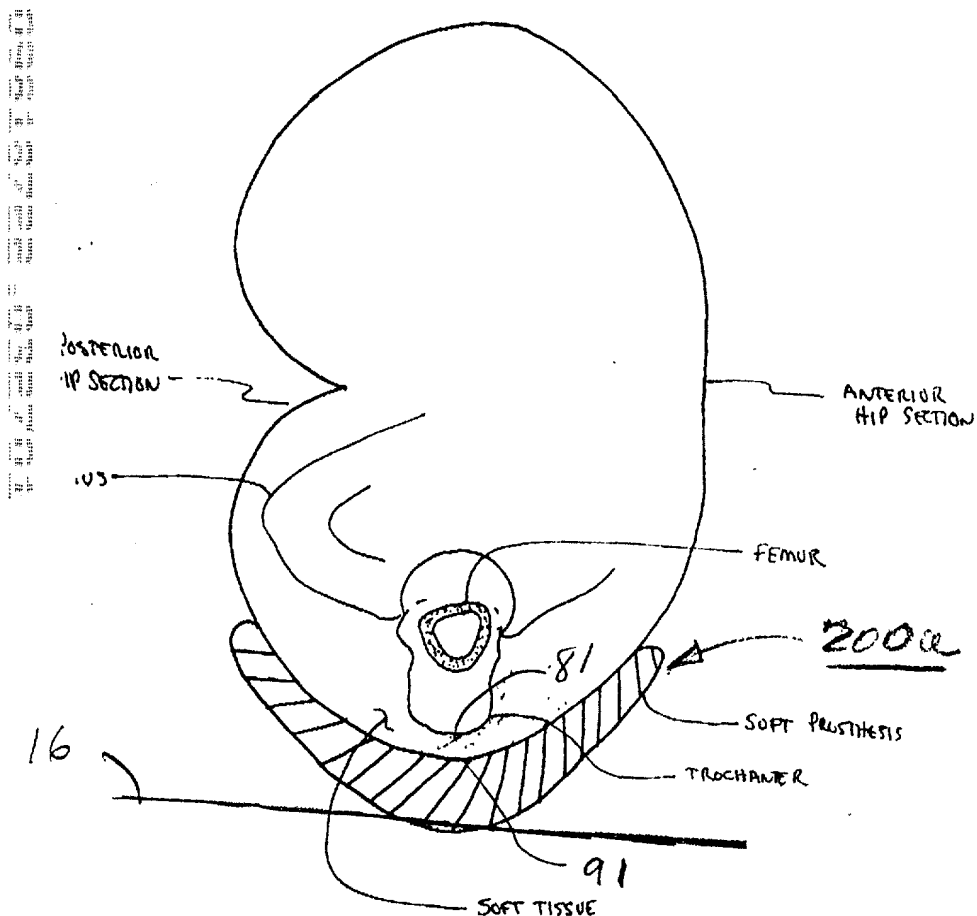 POSTERIOR
HIP SECTION
ANTERIOR
HIP SECTION
FEMUR
81
200a
SOFT PROSTHESIS
16
TROCHANTER
91
SOFT TISSUE